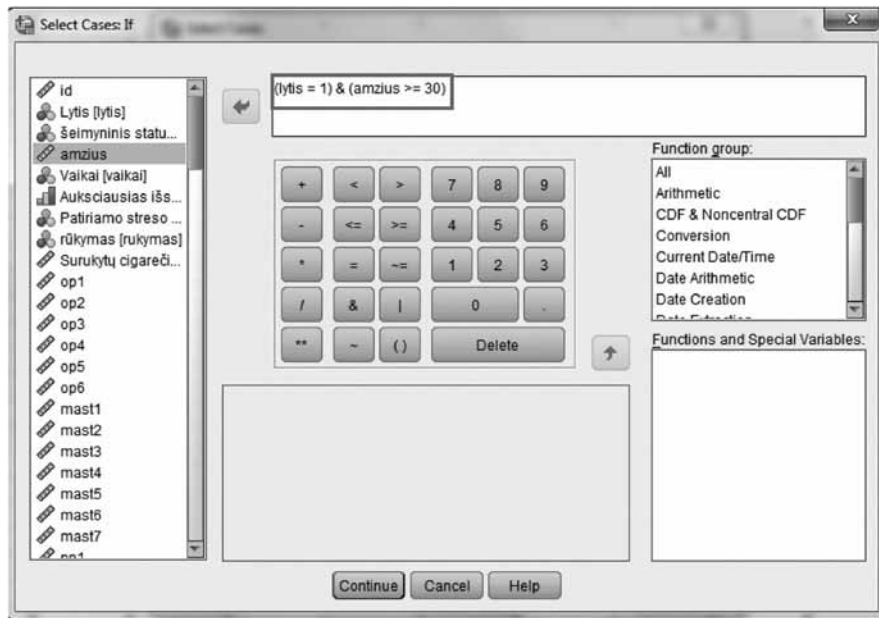 Select Cases: If
id
Lytis [lytis]
šeimyninis statu...
amzius
Vaikai [vaikai]
Auksciausias išs...
Patiriamo streso ...
rūkymas [rukymas]
Surukytų cigareči...
op1
op2
op3
op4
op5
op6
mast1
mast2
mast3
mast4
mast5
mast6
mast7
pp1
(lytis = 1) & (amzius >= 30)
+ < > 7 8 9
- <= >= 4 5 6
* = ~= 1 2 3
/ & | 0 .
** ~ ( ) Delete
Function group:
All
Arithmetic
CDF & Noncentral CDF
Conversion
Current Date/Time
Date Arithmetic
Date Creation
Date Extraction
Functions and Special Variables:
Continue Cancel Help